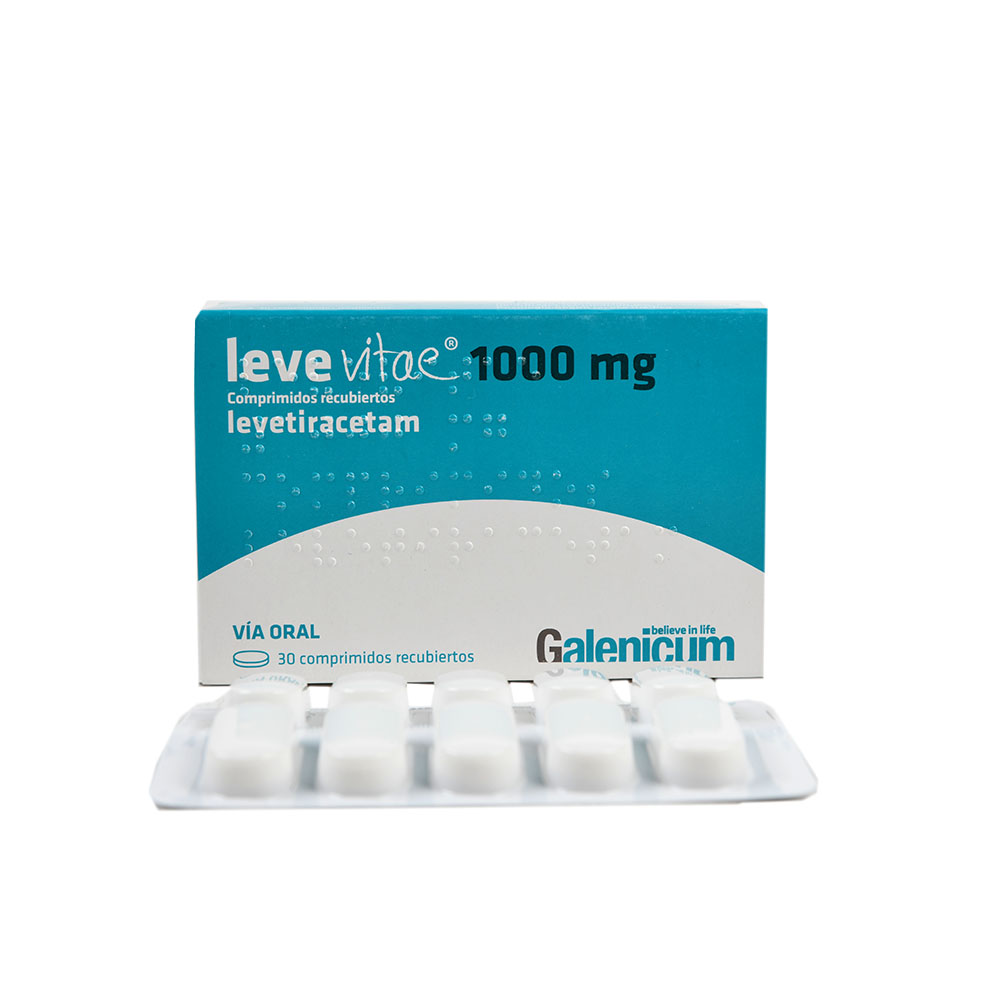 leve vitae® 1000 mg
Comprimidos recubiertos
levetiracetam
VÍA ORAL
30 comprimidos recubiertos
believe in life
Galenicum